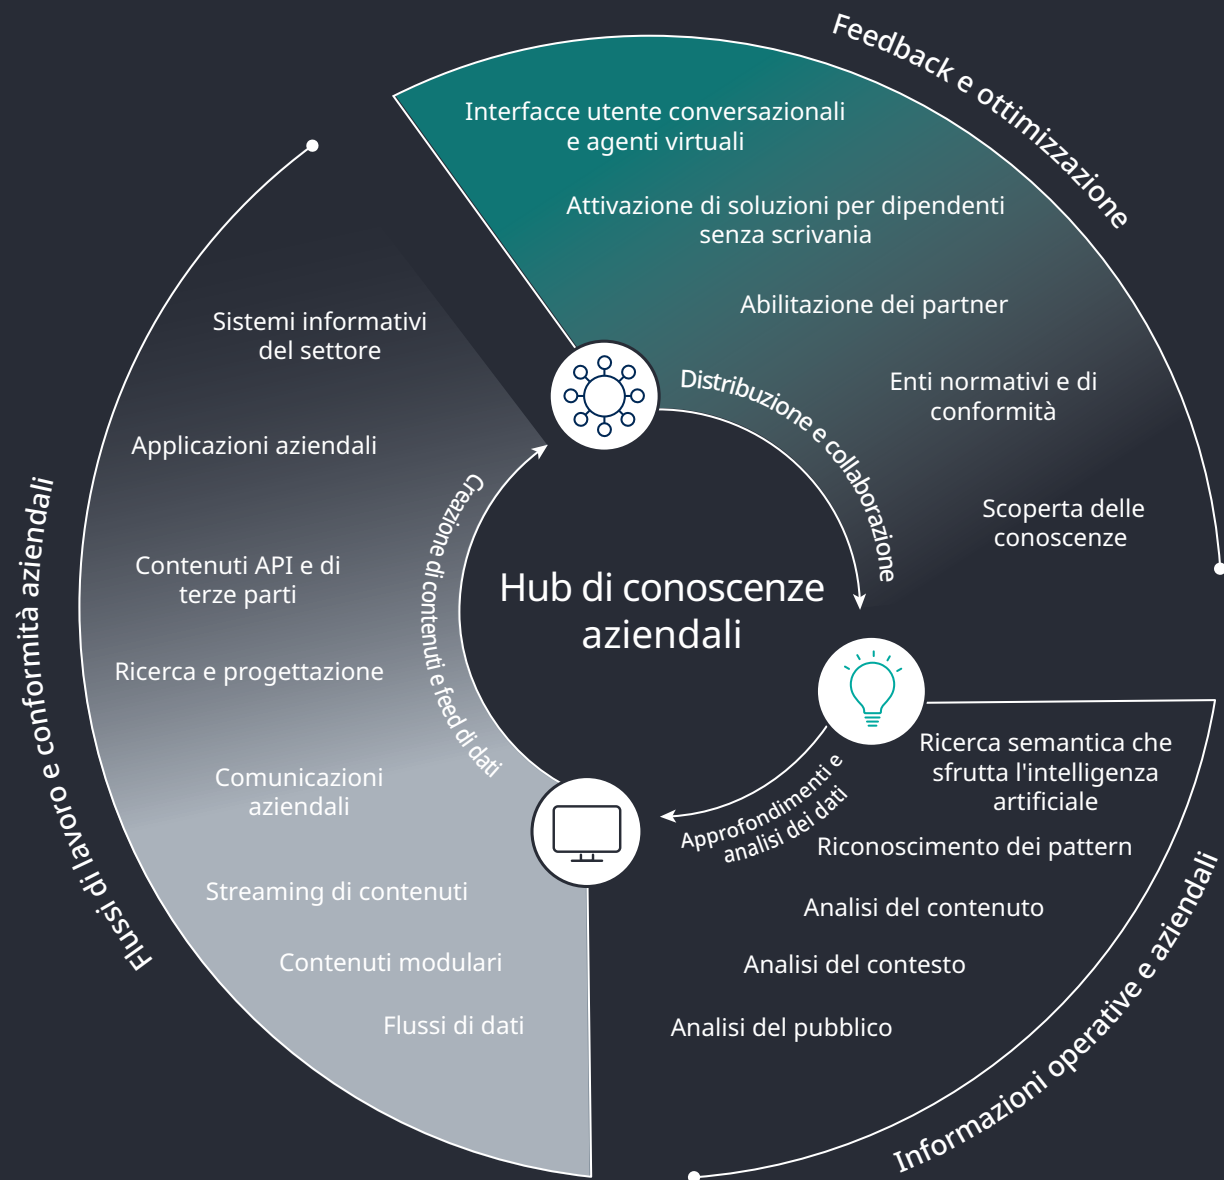 Feedback e ottimizzazione
Interfacce utente conversazionali
e agenti virtuali
Attivazione di soluzioni per dipendenti
senza scrivania
Abilitazione dei partner
Enti normativi e di
conformità
Scoperta delle
conoscenze
Distribuzione e collaborazione
Sistemi informativi
del settore
Applicazioni aziendali
Contenuti API e di
terze parti
Ricerca e progettazione
Comunicazioni
aziendali
Streaming di contenuti
Contenuti modulari
Flussi di dati
Flussi di lavoro e conformità aziendali
Creazione di contenuti e feed di dati
Hub di conoscenze
aziendali
Approfondimenti e
analisi dei dati
Ricerca semantica che
sfrutta l'intelligenza
artificiale
Riconoscimento dei pattern
Analisi del contenuto
Analisi del contesto
Analisi del pubblico
Informazioni operative e aziendali